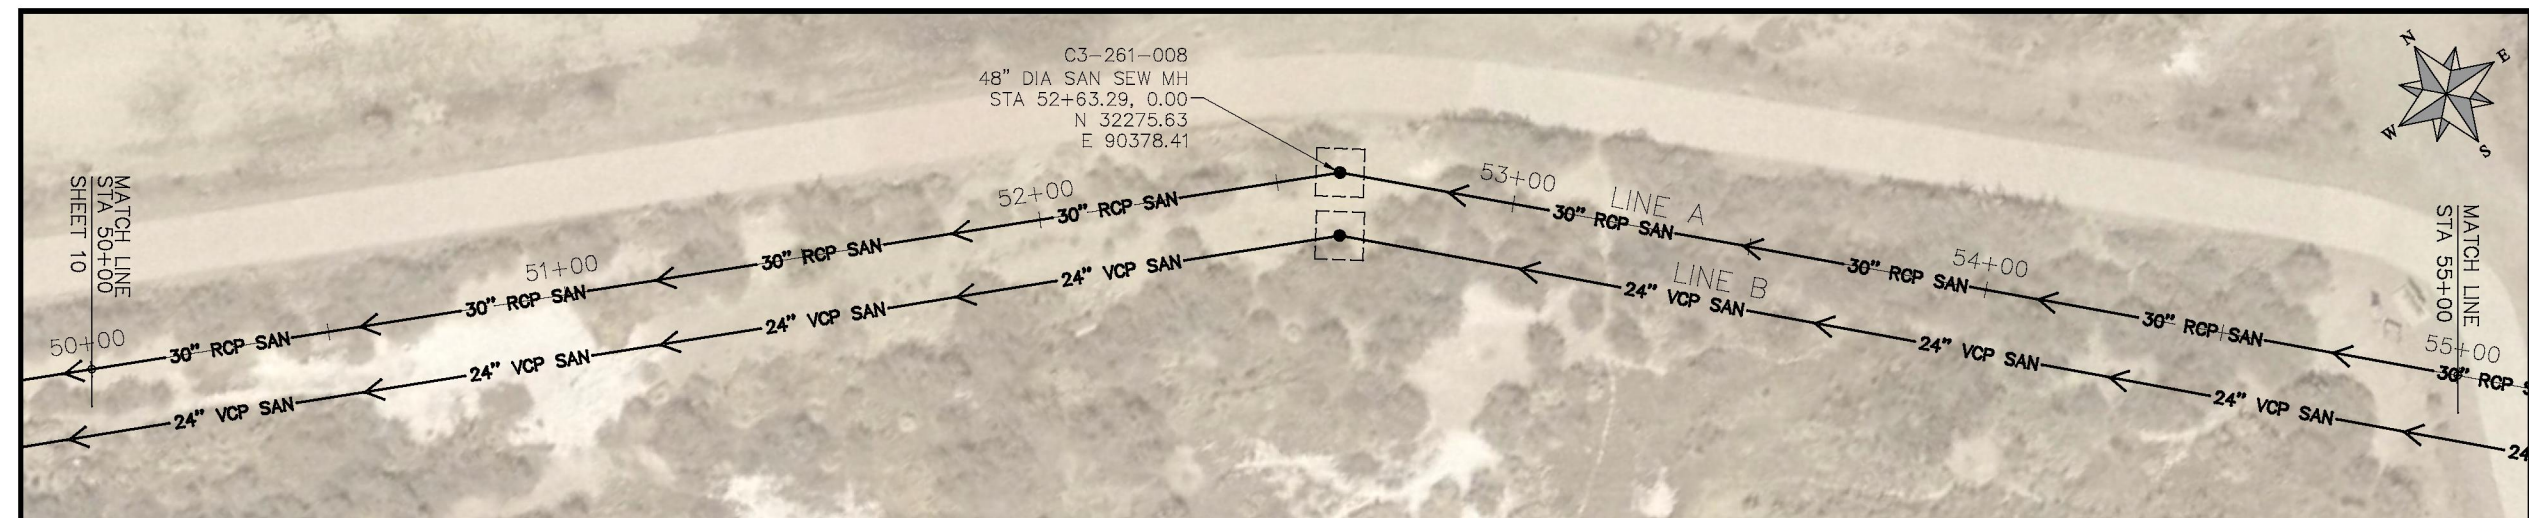 C3-261-008
48" DIA SAN SEW MH
STA 52+63.29, 0.00
N 32275.63
E 90378.41
N
E
W
S
MATCH LINE
STA 50+00
SHEET 10
50+00
51+00
52+00
53+00
54+00
55+00
LINE A
LINE B
30" RCP SAN
30" RCP SAN
30" RCP SAN
30" RCP SAN
30" RCP SAN
30" RCP SAN
30" RCP SAN
30" RCP S
24" VCP SAN
24" VCP SAN
24" VCP SAN
24" VCP SAN
24" VCP SAN
24" VCP SAN
24" VCP SAN
24
MATCH LINE
STA 55+00